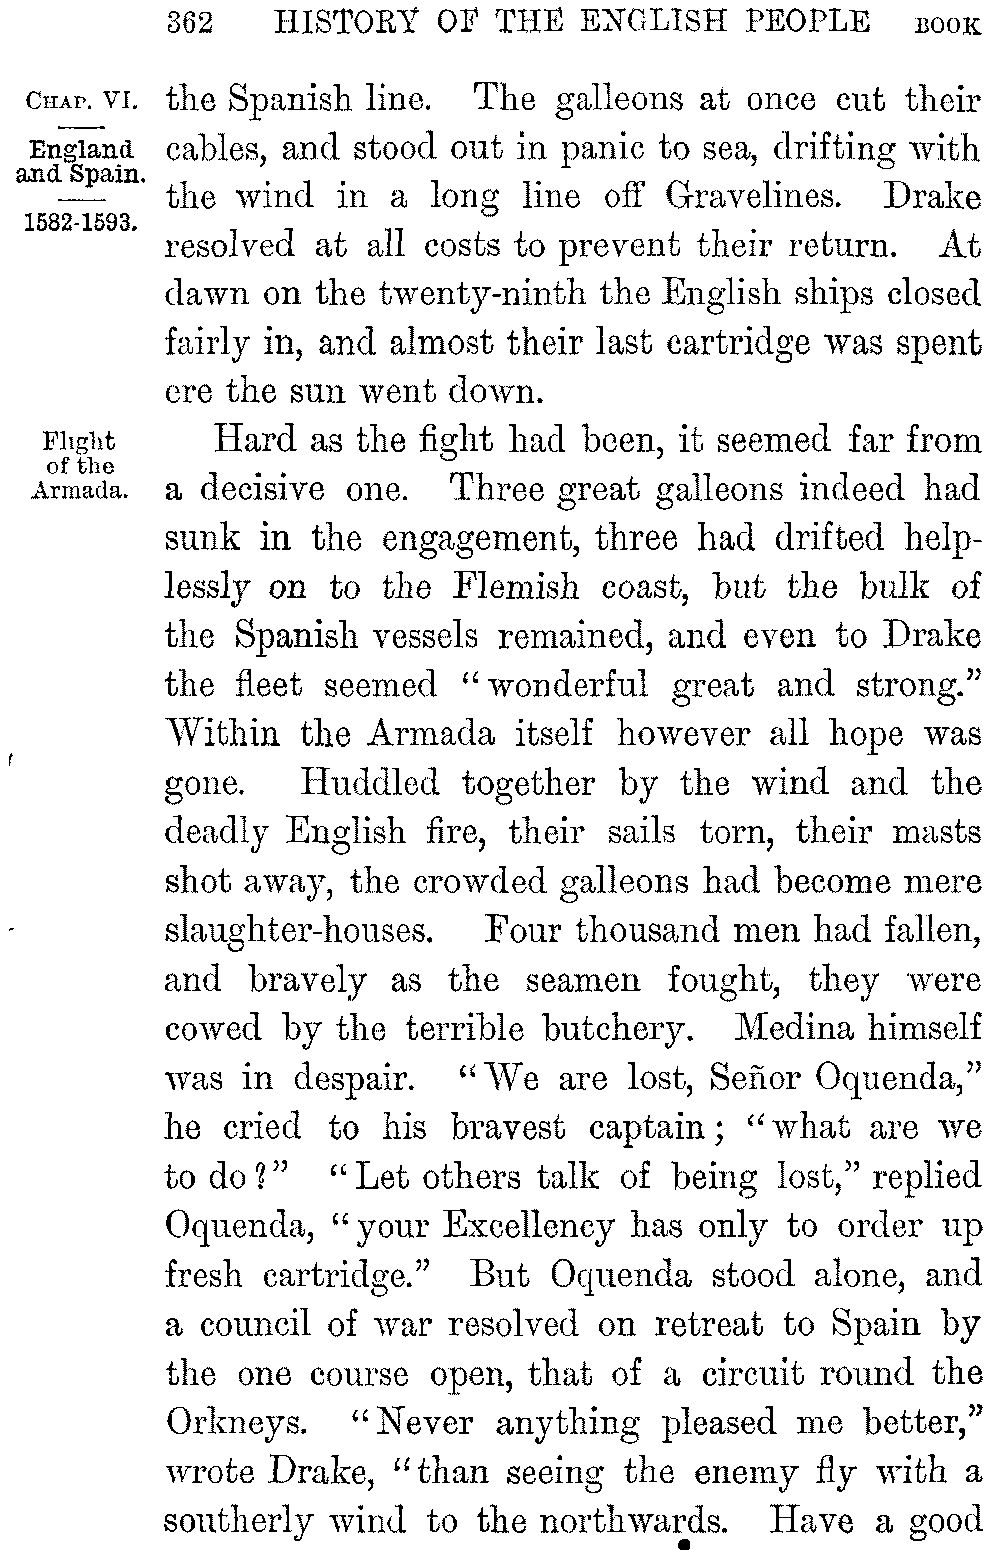 362 HISTORY OF THE ENGLISH PEOPLE BOOK
CHAP. VI.
England
and Spain.
1582-1593.
the Spanish line. The galleons at once cut their
cables, and stood out in panic to sea, drifting with
the wind in a long line off Gravelines. Drake
resolved at all costs to prevent their return. At
dawn on the twenty-ninth the English ships closed
fairly in, and almost their last cartridge was spent
ere the sun went down.
Flight
of the
Armada.
Hard as the fight had been, it seemed far from
a decisive one. Three great galleons indeed had
sunk in the engagement, three had drifted help-
lessly on to the Flemish coast, but the bulk of
the Spanish vessels remained, and even to Drake
the fleet seemed "wonderful great and strong."
Within the Armada itself however all hope was
gone. Huddled together by the wind and the
deadly English fire, their sails torn, their masts
shot away, the crowded galleons had become mere
slaughter-houses. Four thousand men had fallen,
and bravely as the seamen fought, they were
cowed by the terrible butchery. Medina himself
was in despair. "We are lost, Señor Oquenda,"
he cried to his bravest captain; "what are we
to do?" "Let others talk of being lost," replied
Oquenda, "your Excellency has only to order up
fresh cartridge." But Oquenda stood alone, and
a council of war resolved on retreat to Spain by
the one course open, that of a circuit round the
Orkneys. "Never anything pleased me better,"
wrote Drake, "than seeing the enemy fly with a
southerly wind to the northwards. Have a good